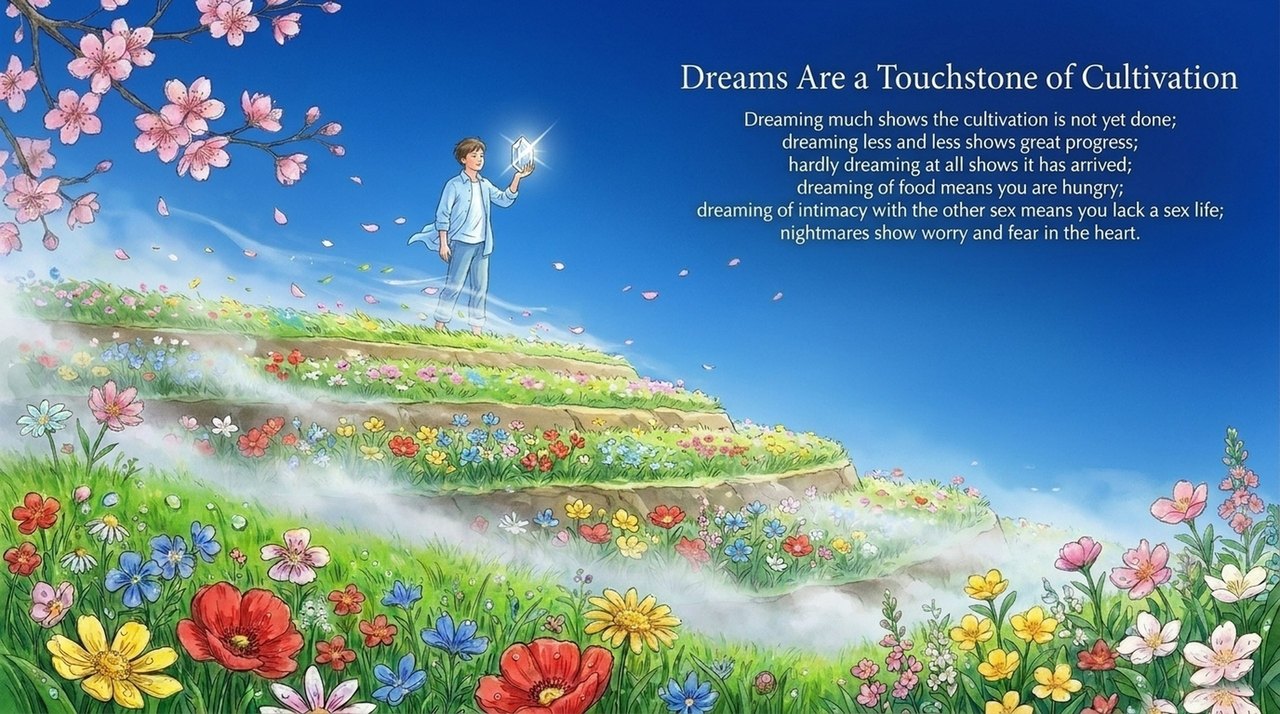 Dreams Are a Touchstone of Cultivation
Dreaming much shows the cultivation is not yet done;
dreaming less and less shows great progress;
hardly dreaming at all shows it has arrived;
dreaming of food means you are hungry;
dreaming of intimacy with the other sex means you lack a sex life;
nightmares show worry and fear in the heart.